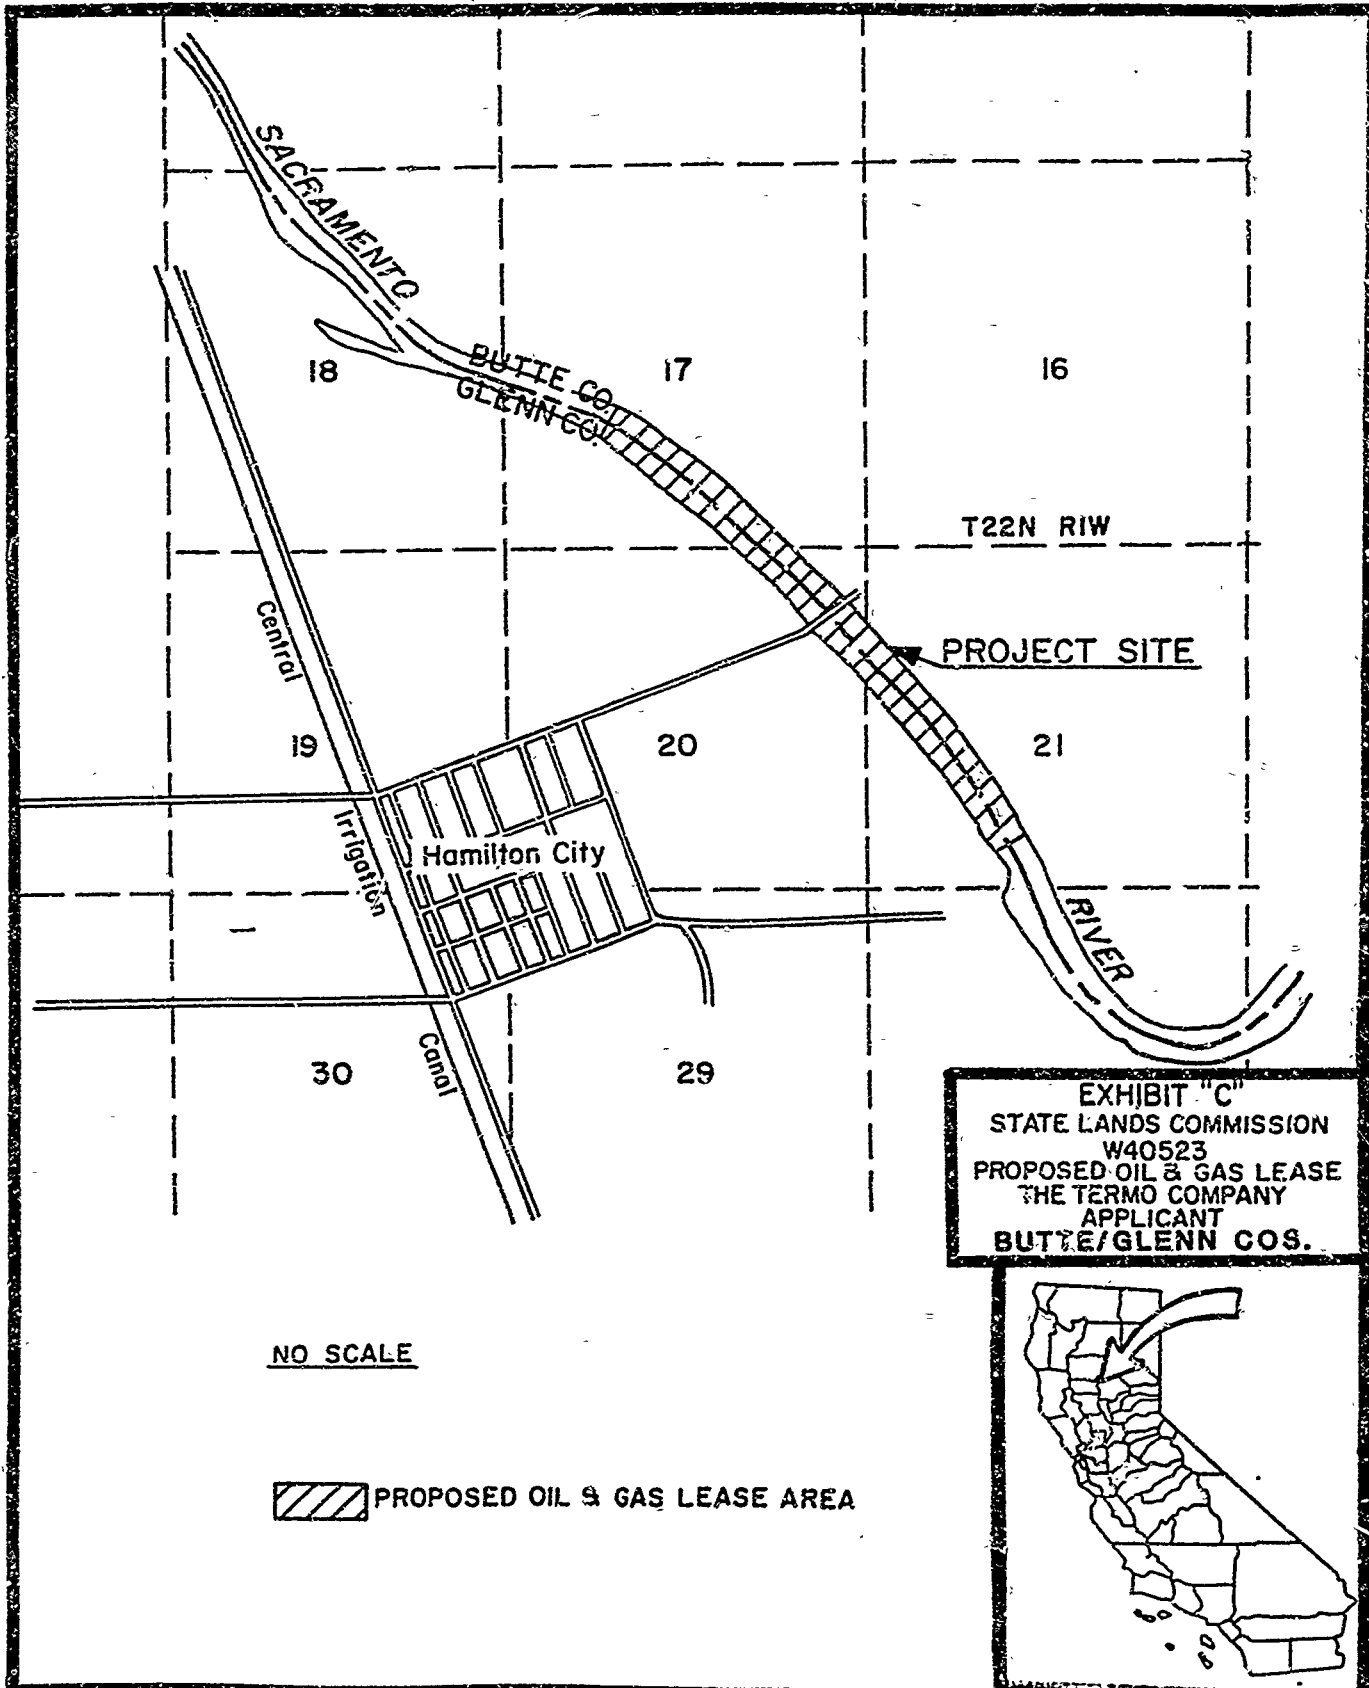 SACRAMENTO
BUTTE CO.
GLENN CO.
18
17
16
T22N R1W
Central
PROJECT SITE
19
20
21
Irrigation
Hamilton City
RIVER
Canal
30
29
EXHIBIT "C"
STATE LANDS COMMISSION
W40523
PROPOSED OIL & GAS LEASE
THE TERMO COMPANY
APPLICANT
BUTTE/GLENN COS.
NO SCALE
PROPOSED OIL & GAS LEASE AREA